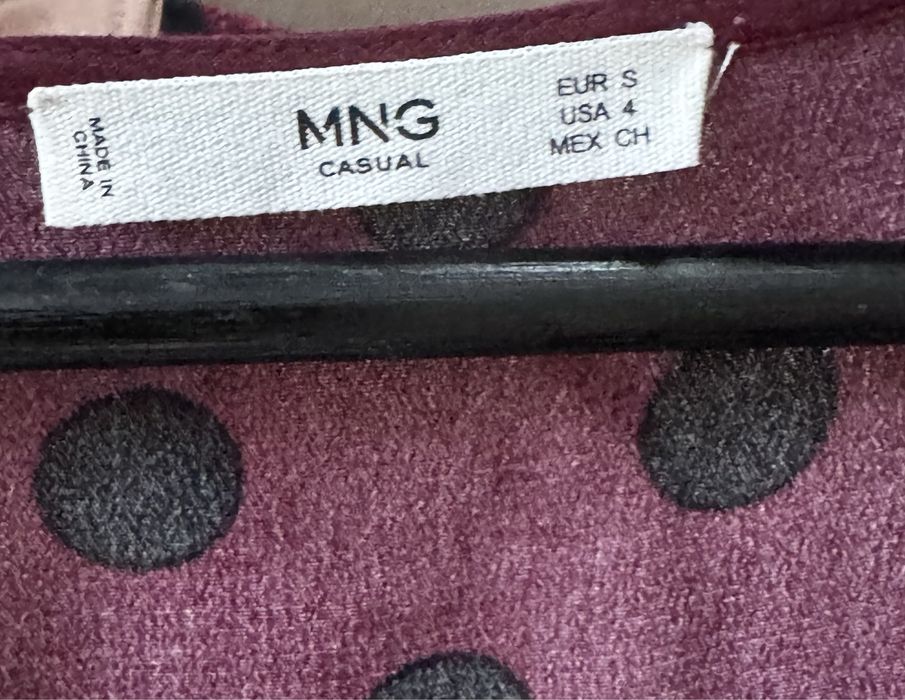 MADE IN
CHINA
MNG
CASUAL
EUR S
USA 4
MEX CH